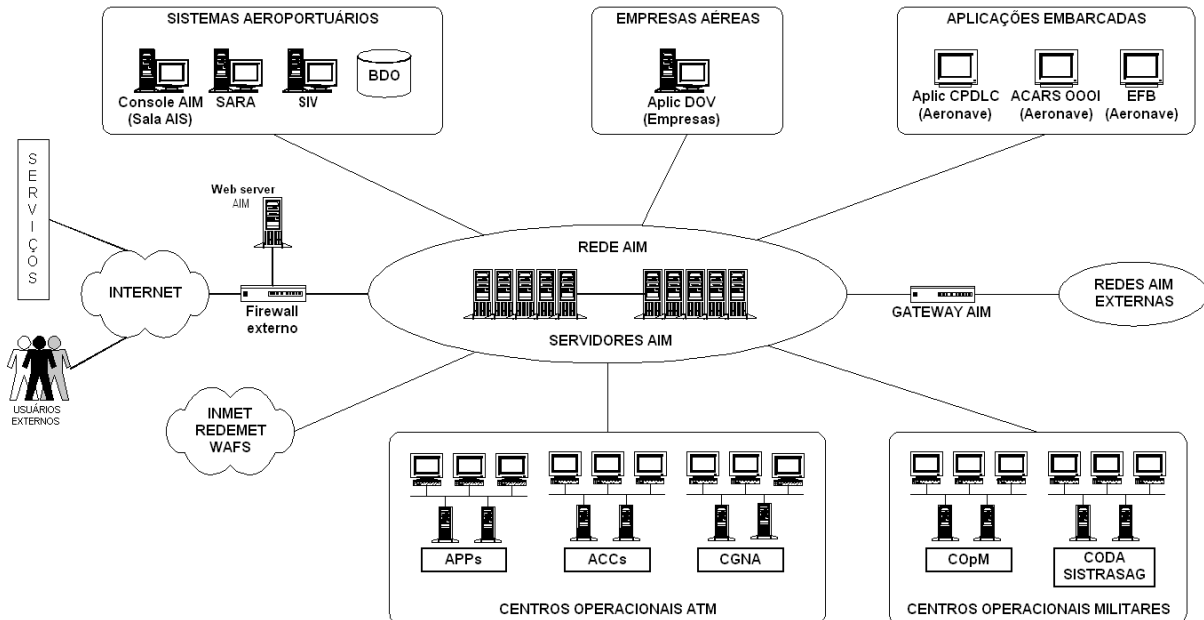 SISTEMAS AEROPORTUÁRIOS
Console AIM
(Sala AIS)
SARA
SIV
BDO
EMPRESAS AÉREAS
Aplic DOV
(Empresas)
APLICAÇÕES EMBARCADAS
Aplic CPDLC
(Aeronave)
ACARS OOOI
(Aeronave)
EFB
(Aeronave)
SERVIÇOS
Web server
AIM
INTERNET
Firewall
externo
REDE AIM
SERVIDORES AIM
GATEWAY AIM
REDES AIM
EXTERNAS
USUÁRIOS
EXTERNOS
INMET
REDEMET
WAFS
APPs
ACCs
CGNA
CENTROS OPERACIONAIS ATM
COpM
CODA
SISTRASAG
CENTROS OPERACIONAIS MILITARES